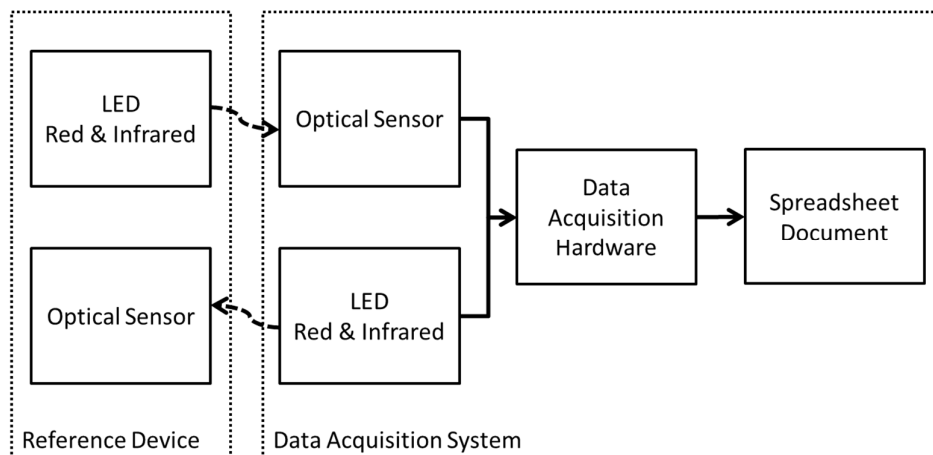 LED
Red & Infrared
Optical Sensor
Data
Acquisition
Hardware
Spreadsheet
Document
Optical Sensor
LED
Red & Infrared
Reference Device
Data Acquisition System